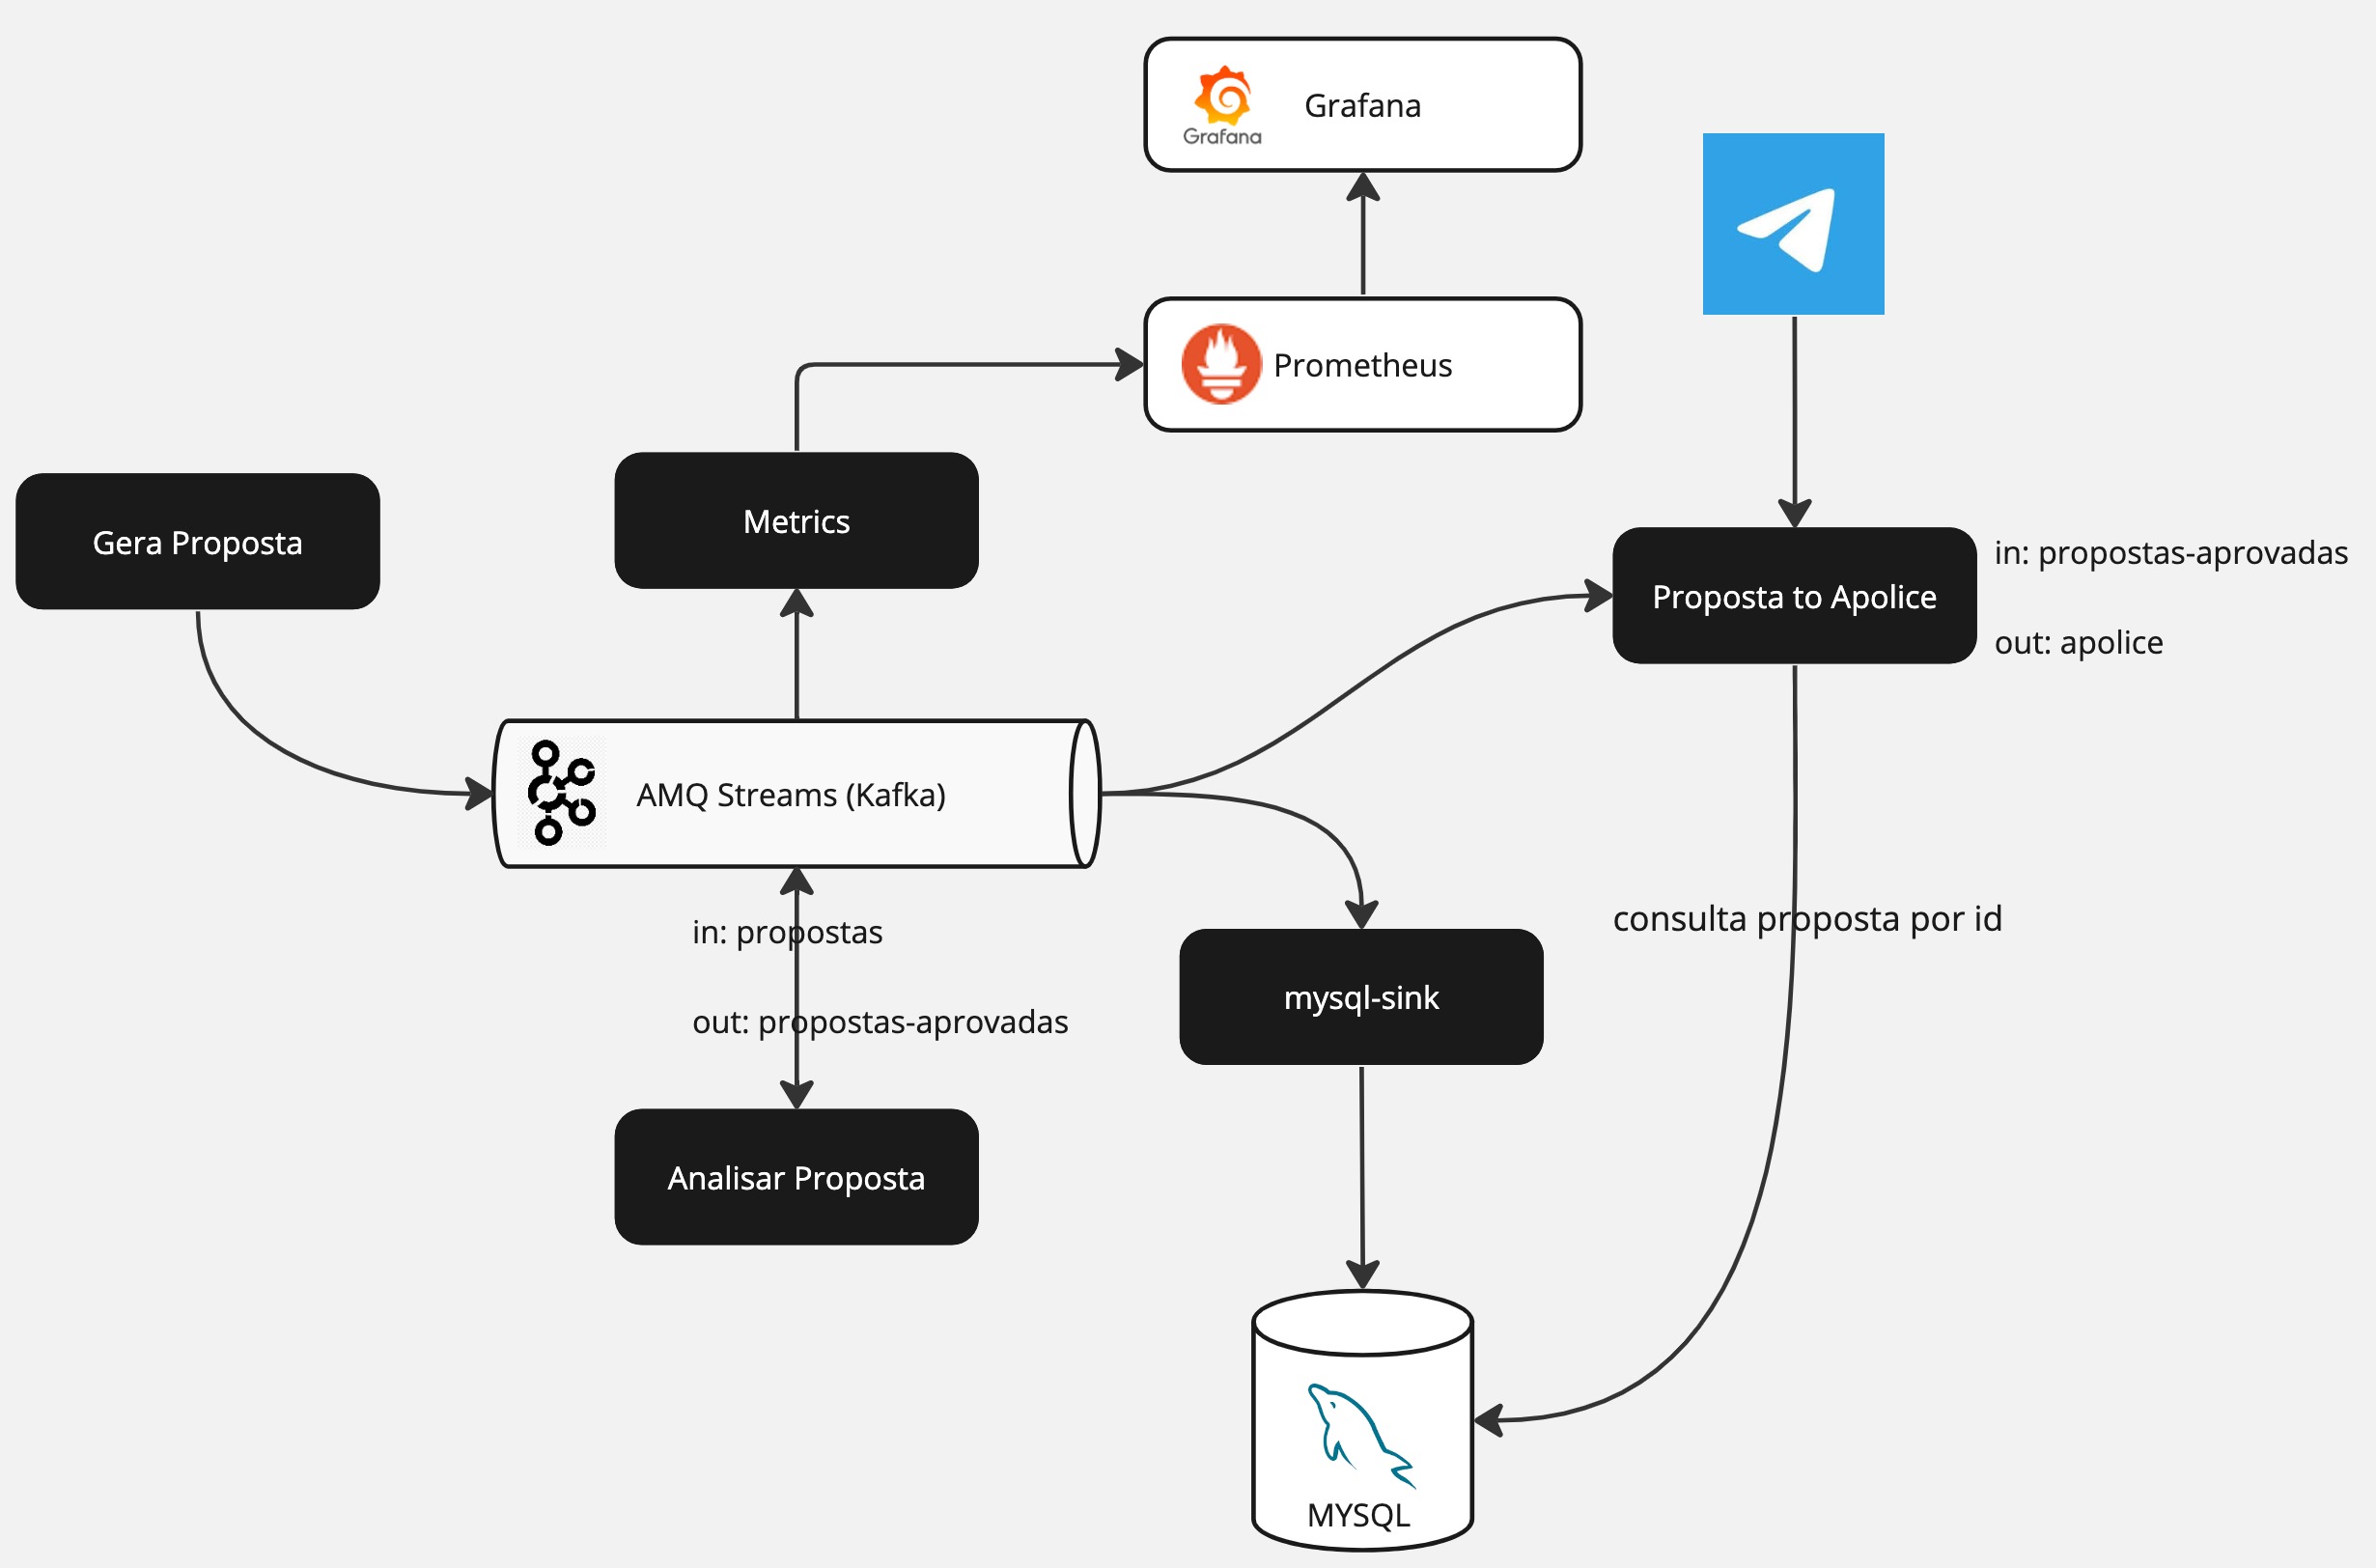 Grafana
Grafana
Prometheus
Gera Proposta
Metrics
Proposta to Apolice
in: propostas-aprovadas
out: apolice
AMQ Streams (Kafka)
in: propostas
out: propostas-aprovadas
consulta proposta por id
mysql-sink
Analisar Proposta
MYSQL